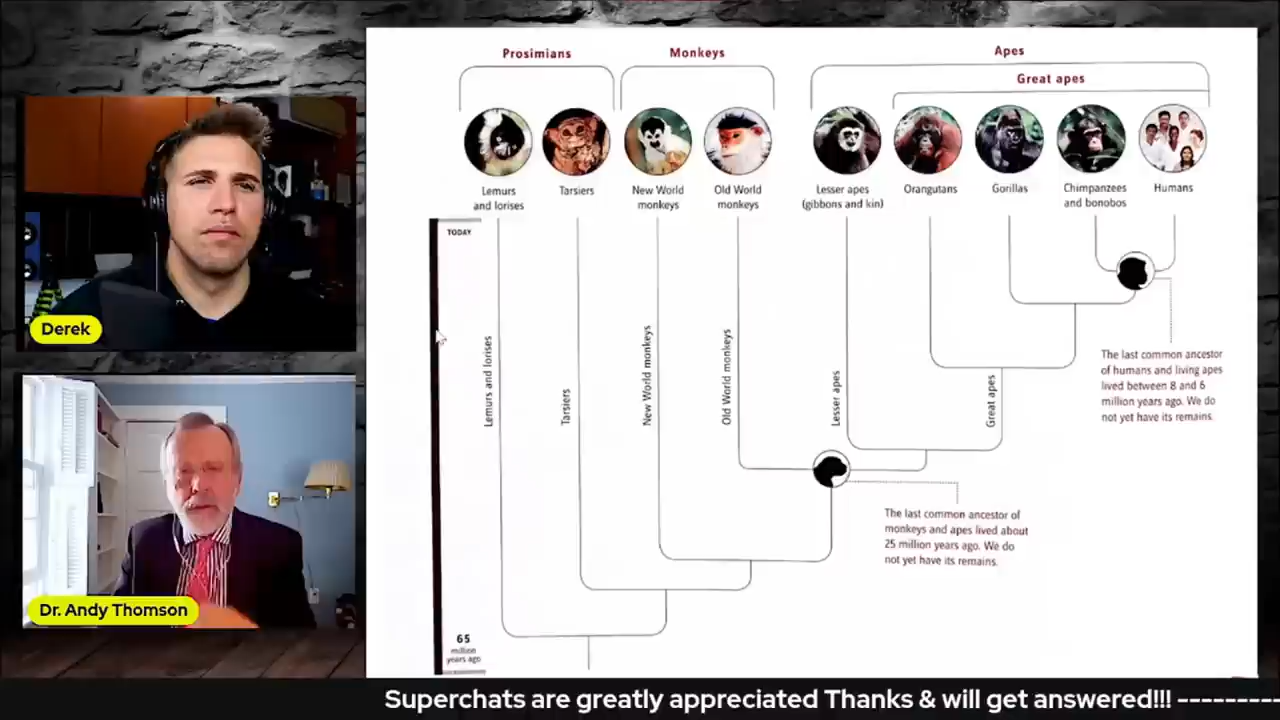 Prosimians
Monkeys
Apes
Great apes
Lemurs
and lorises
Tarsiers
New World
monkeys
Old World
monkeys
Lesser apes
(gibbons and kin)
Orangutans
Gorillas
Chimpanzees
and bonobos
Humans
TODAY
Lemurs and lorises
Tarsiers
New World monkeys
Old World monkeys
Lesser apes
Great apes
The last common ancestor
of humans and living apes
lived between 8 and 6
million years ago. We do
not yet have its remains.
The last common ancestor of
monkeys and apes lived about
25 million years ago. We do
not yet have its remains.
65
million
years ago
Derek
Dr. Andy Thomson
Superchats are greatly appreciated Thanks & will get answered!!! ---------